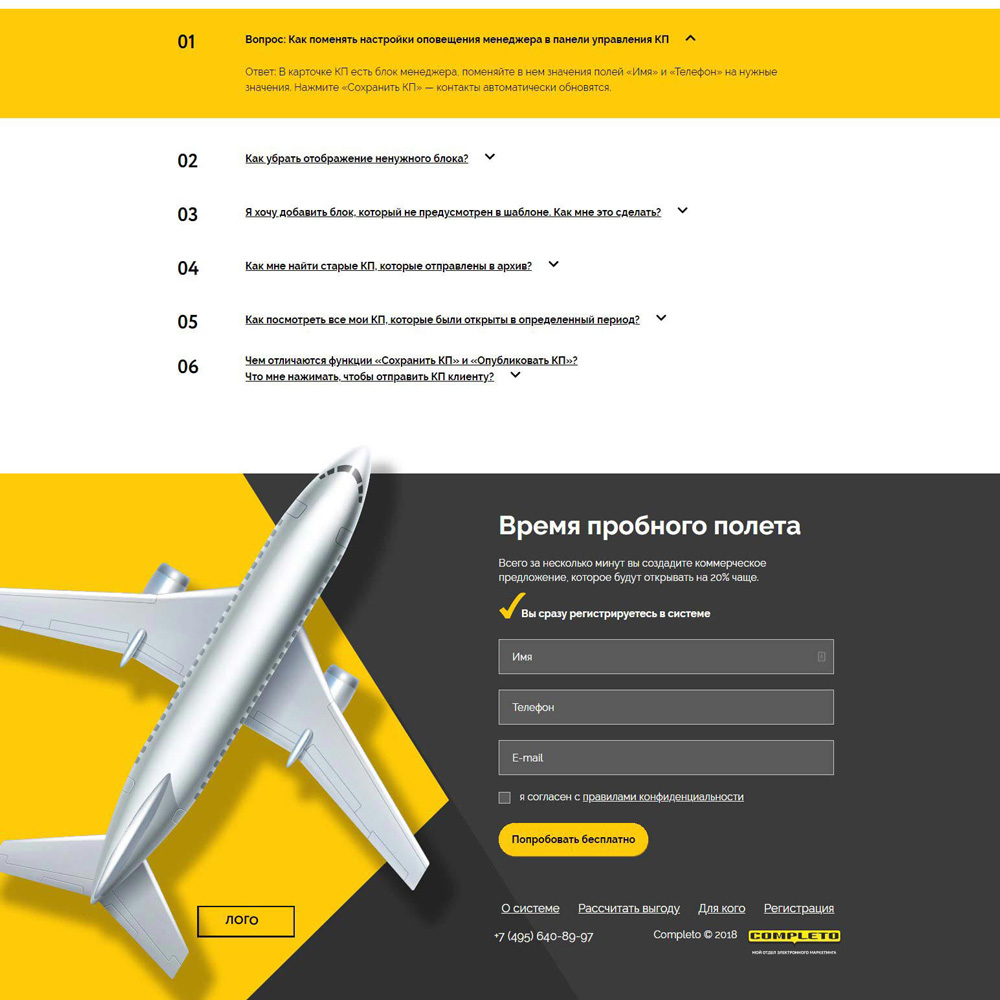 01
Вопрос: Как поменять настройки оповещения менеджера в панели управления КП
Ответ: В карточке КП есть блок менеджера, поменяйте в нем значения полей «Имя» и «Телефон» на нужные
значения. Нажмите «Сохранить КП» — контакты автоматически обновятся.
02
Как убрать отображение ненужного блока?
03
Я хочу добавить блок, который не предусмотрен в шаблоне. Как мне это сделать?
04
Как мне найти старые КП, которые отправлены в архив?
05
Как посмотреть все мои КП, которые были открыты в определенный период?
06
Чем отличаются функции «Сохранить КП» и «Опубликовать КП»?
Что мне нажимать, чтобы отправить КП клиенту?
Время пробного полета
Всего за несколько минут вы создадите коммерческое
предложение, которое будут открывать на 20% чаще.
Вы сразу регистрируетесь в системе
Имя
Телефон
E-mail
я согласен с правилами конфиденциальности
Попробовать бесплатно
ЛОГО
О системе Рассчитать выгоду Для кого Регистрация
+7 (495) 640-89-97 Completo © 2018 COMPLETO
МОЙ ОТДЕЛ ЭЛЕКТРОННОГО МАРКЕТИНГА